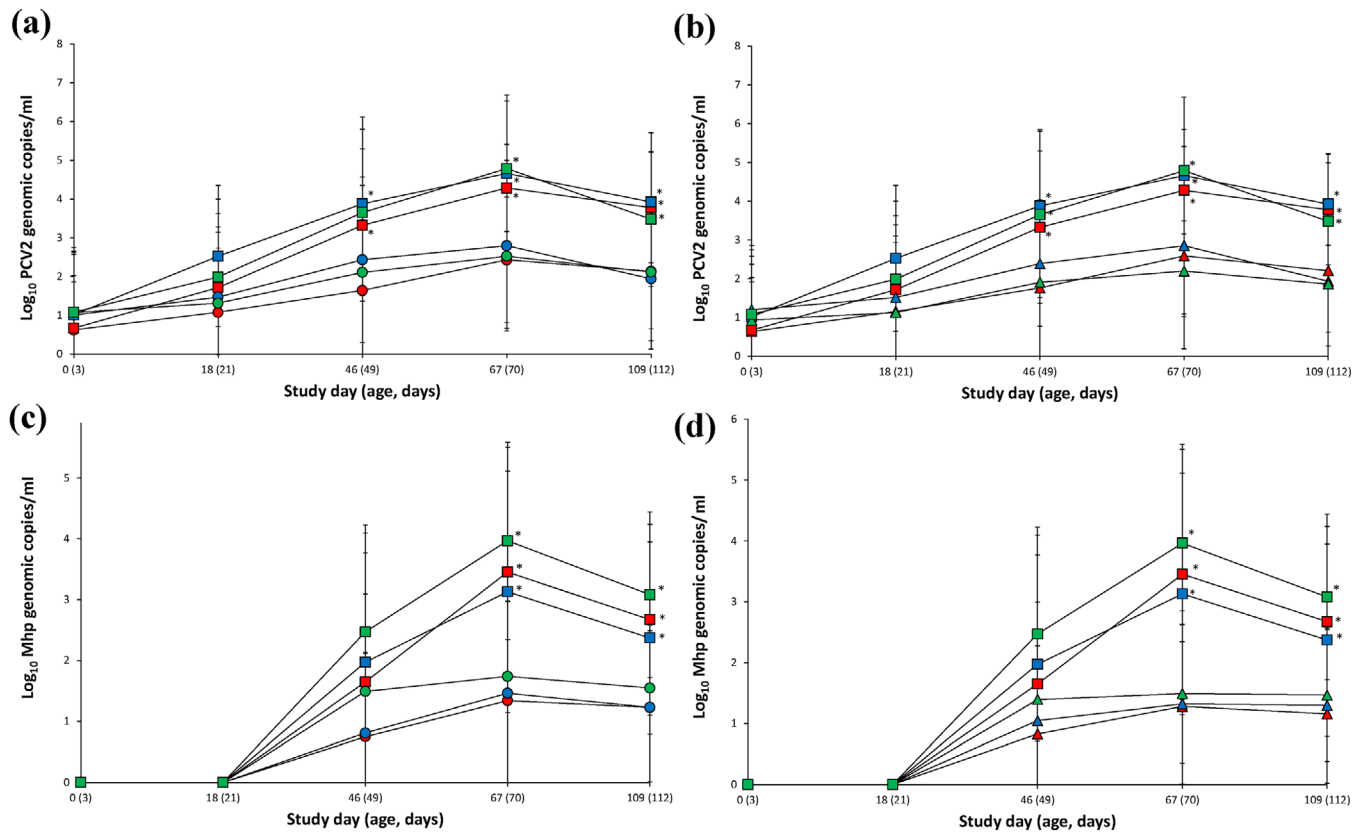 (a)
Log10 PCV2 genomic copies/ml
8
7
6
5
4
3
2
1
0
* * * * * * * *
0 (3) 18 (21) 46 (49) 67 (70) 109 (112)
Study day (age, days)
(b)
Log10 PCV2 genomic copies/ml
8
7
6
5
4
3
2
1
0
* * * * * * * * *
0 (3) 18 (21) 46 (49) 67 (70) 109 (112)
Study day (age, days)
(c)
Log10 Mhp genomic copies/ml
5
4
3
2
1
0
* * * * * *
0 (3) 18 (21) 46 (49) 67 (70) 109 (112)
Study day (age, days)
(d)
Log10 Mhp genomic copies/ml
6
5
4
3
2
1
0
* * * * * *
0 (3) 18 (21) 46 (49) 67 (70) 109 (112)
Study day (age, days)